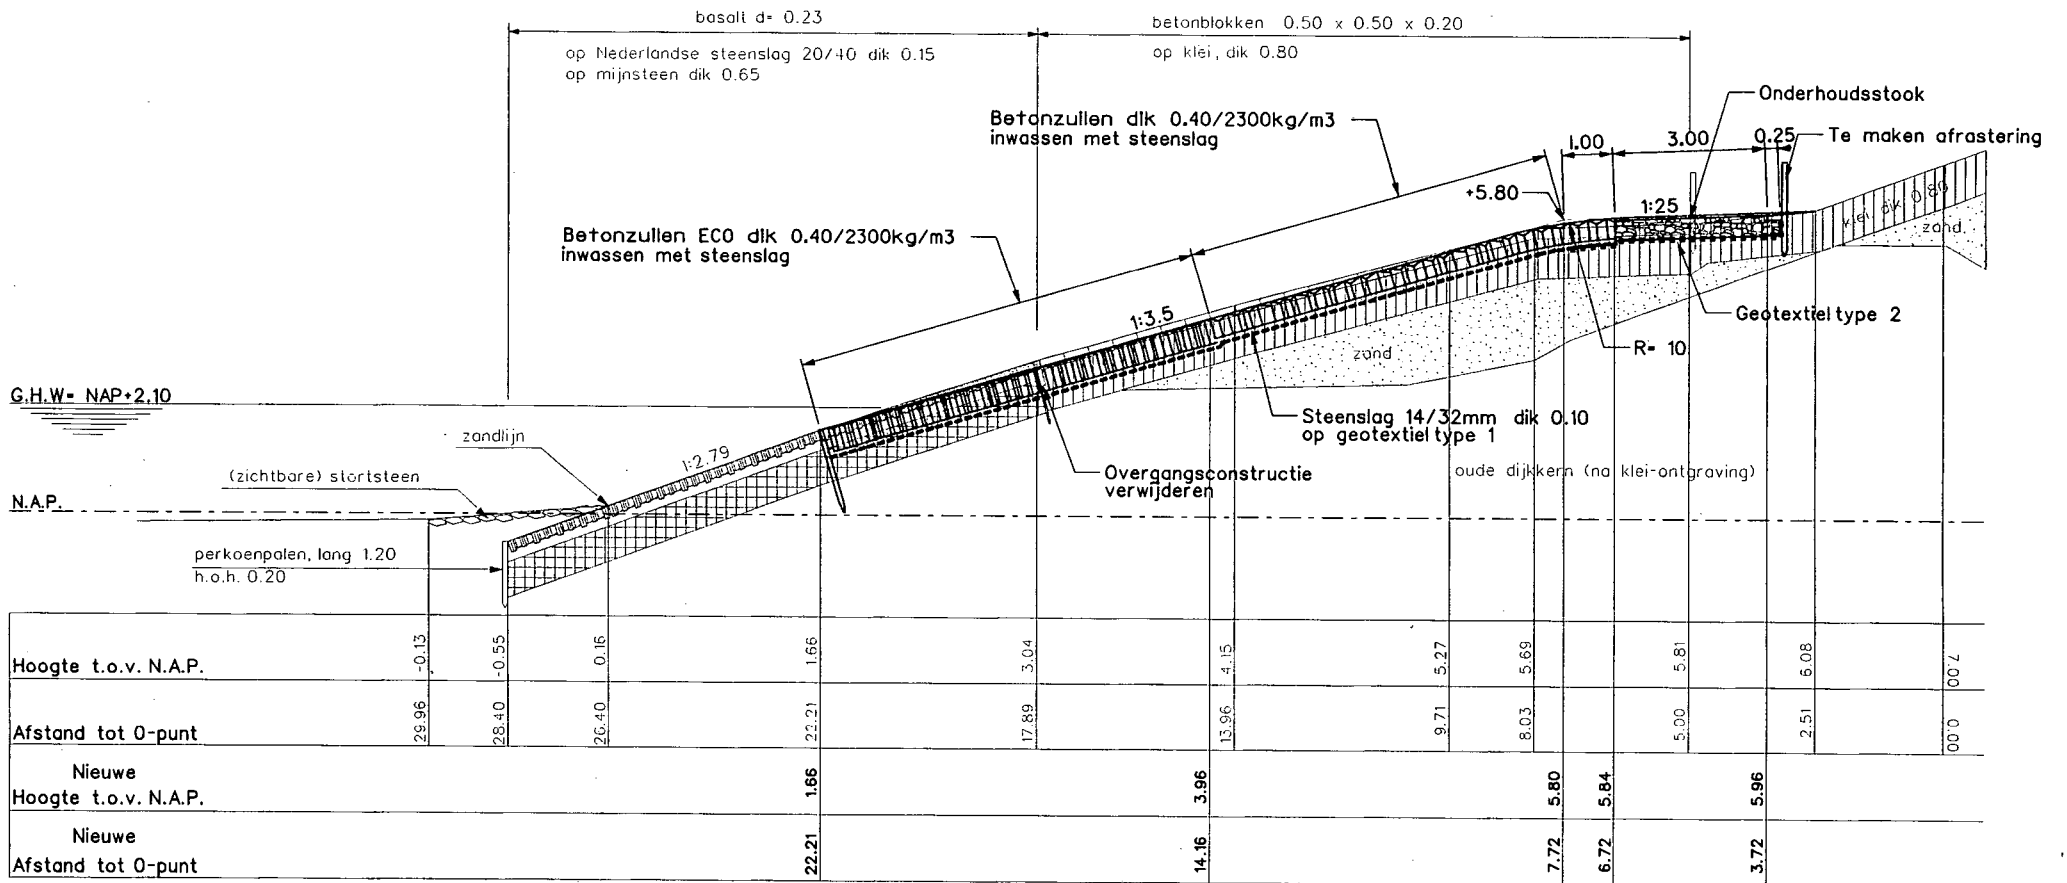 basalt d= 0.23
op Nederlandse steenslag 20/40 dik 0.15
op mijnsteen dik 0.65
betonblokken 0.50 x 0.50 x 0.20
op klei, dik 0.80
Onderhoudsstook
Betonzuilen dik 0.40/2300kg/m3
inwassen met steenslag
1.00
3.00
0.25
Te maken afrastering
+5.80
1:25
klei, dik 0.80
zand
Betonzuilen ECO dik 0.40/2300kg/m3
inwassen met steenslag
1:3.5
Geotextiel type 2
R= 10
zand
G.H.W= NAP+2.10
Steenslag 14/32mm dik 0.10
op geotextiel type 1
zandlijn
1:2.79
(zichtbare) stortsteen
Overgangsconstructie
verwijderen
oude dijkkern (na klei-ontgraving)
N.A.P.
perkoenpalen, lang 1.20
h.o.h. 0.20
Hoogte t.o.v. N.A.P.
-0.13 -0.55 0.16 1.66 3.04 4.15 5.27 5.69 5.81 6.08 7.00
Afstand tot 0-punt
29.96 28.40 26.40 22.21 17.89 13.96 9.71 8.03 5.00 2.51 0.00
Nieuwe
Hoogte t.o.v. N.A.P.
1.66 3.96 5.80 5.84 5.96
Nieuwe
Afstand tot 0-punt
22.21 14.16 7.72 6.72 3.72